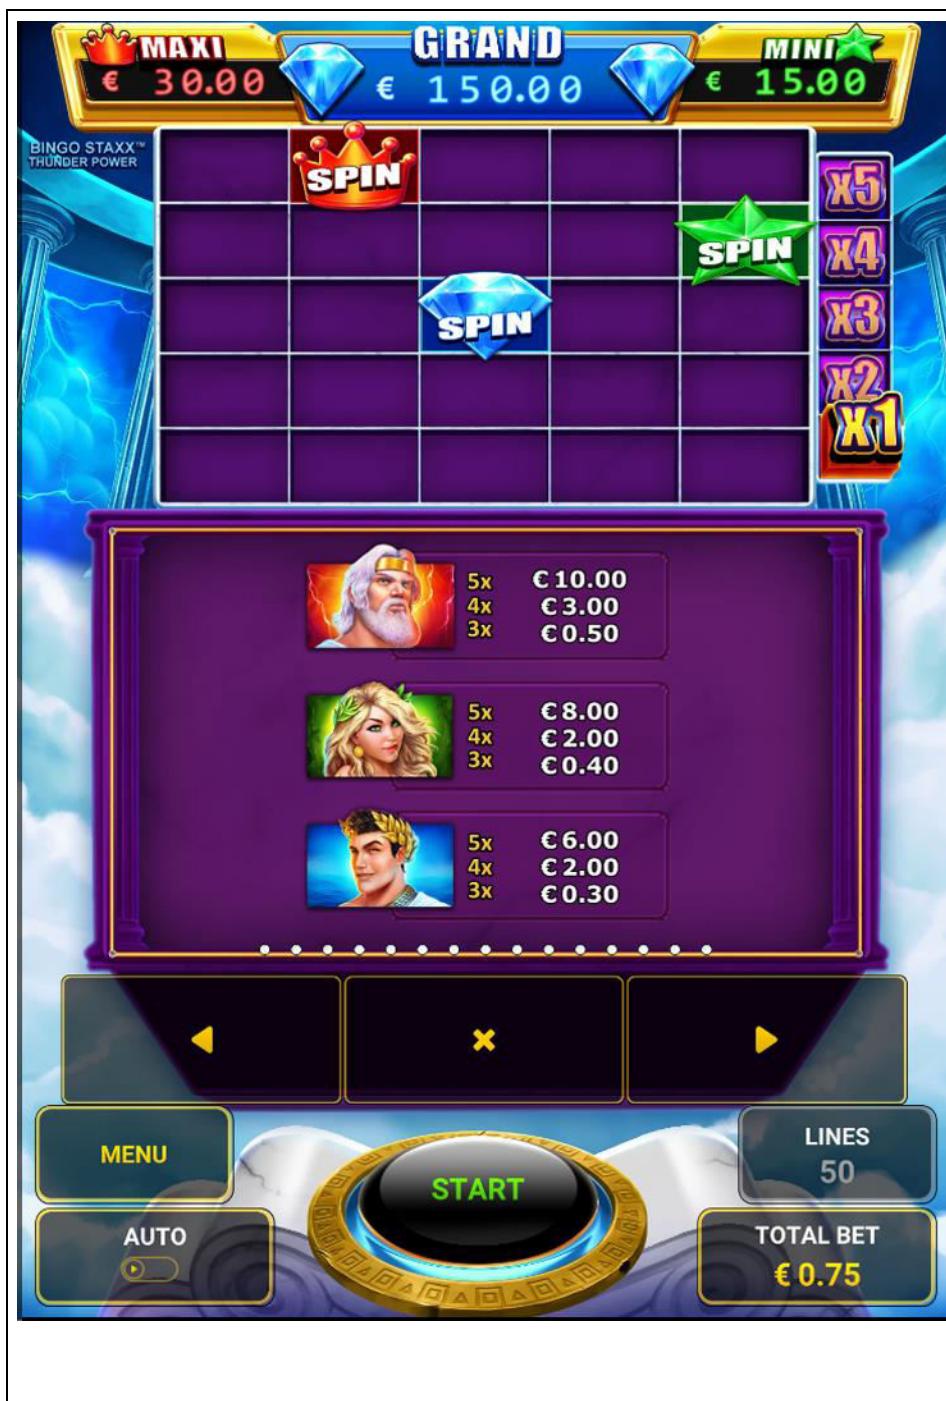 MAXI
€ 30.00
GRAND
€ 150.00
MINI
€ 15.00
BINGO STAXX™
THUNDER POWER
SPIN
SPIN
SPIN
X5
X4
X3
X2
X1
5x € 10.00
4x € 3.00
3x € 0.50
5x € 8.00
4x € 2.00
3x € 0.40
5x € 6.00
4x € 2.00
3x € 0.30
MENU
AUTO
START
LINES
50
TOTAL BET
€ 0.75